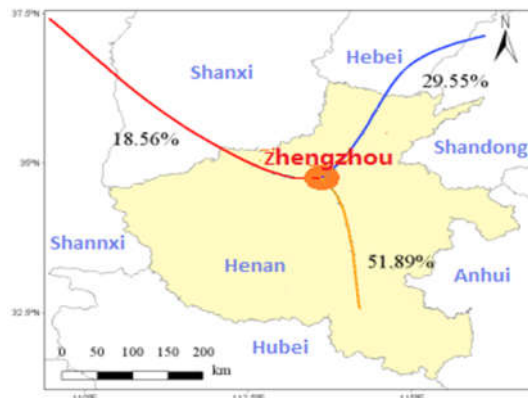 37.5°N
N
Hebei
Shanxi
29.55%
18.56%
Zhengzhou
35°N
Shandong
Shannxi
Henan
51.89%
Anhui
32.5°N
Hubei
0 50 100 150 200
km